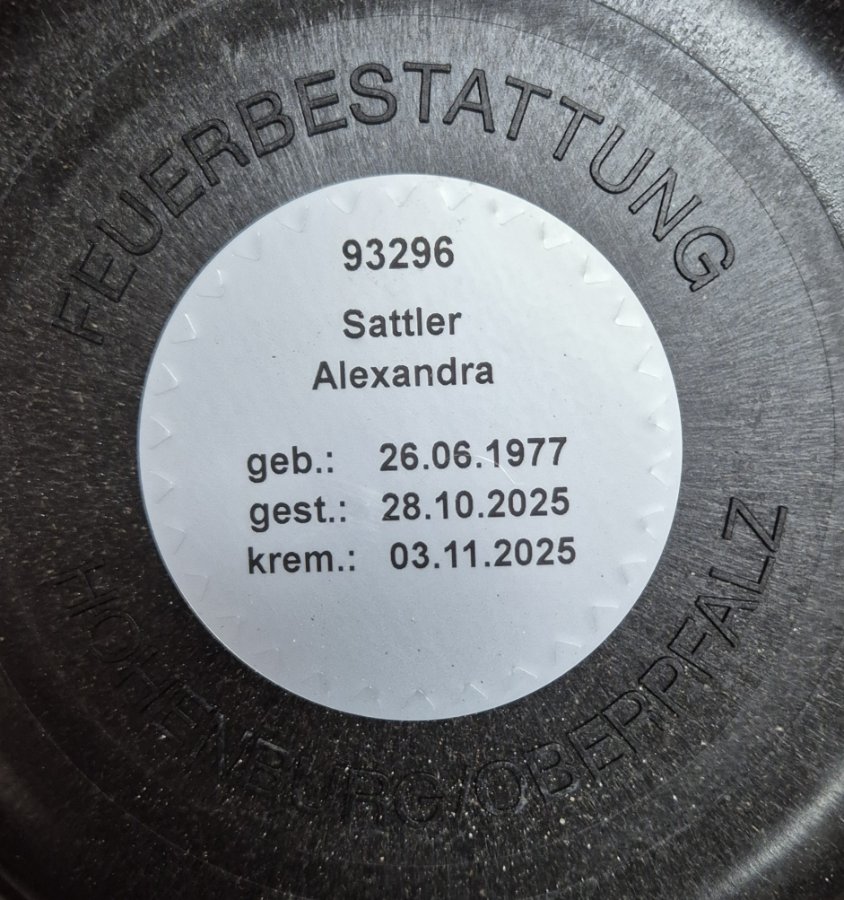 FEUERBESTATTUNG
93296
Sattler
Alexandra
geb.: 26.06.1977
gest.: 28.10.2025
krem.: 03.11.2025
HOHENBURG/OBERPFALZ